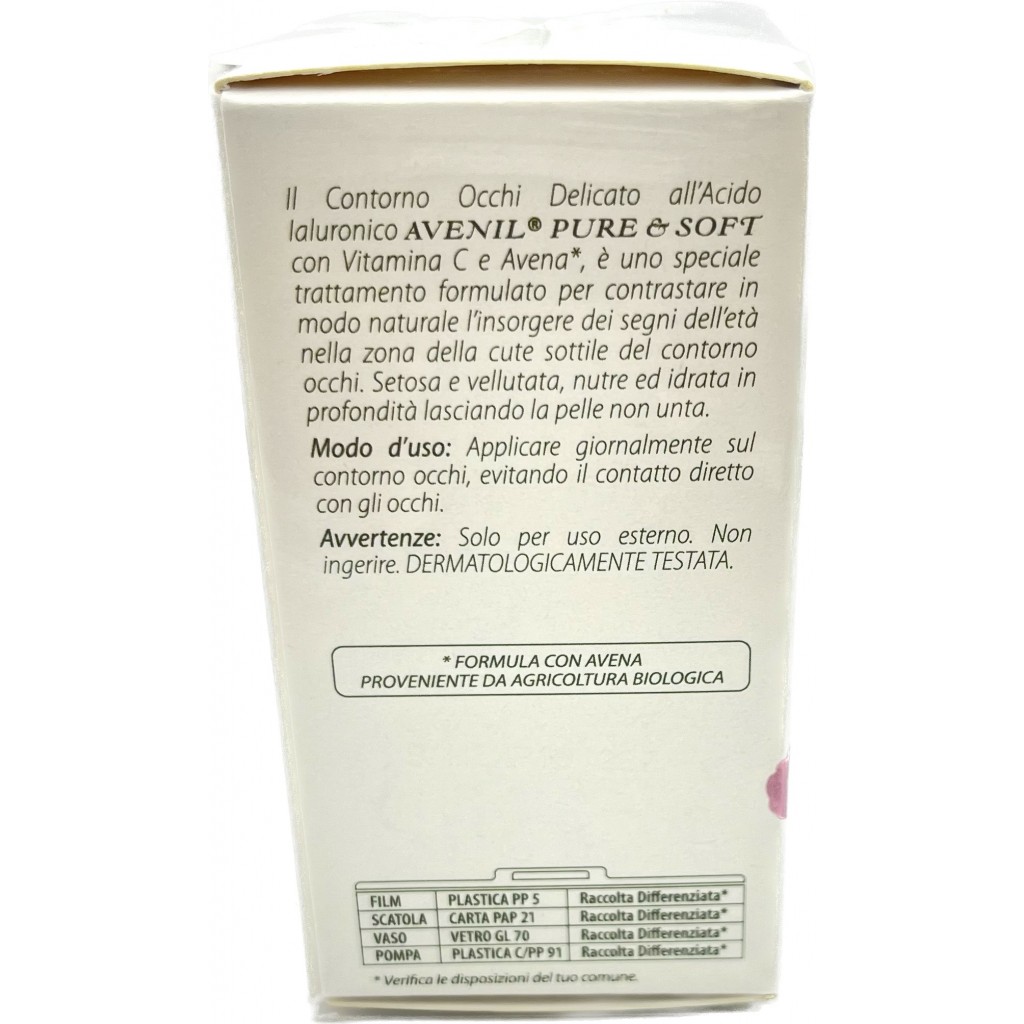 Il Contorno Occhi Delicato all'Acido
Ialuronico AVENIL® PURE & SOFT
con Vitamina C e Avena*, è uno speciale
trattamento formulato per contrastare in
modo naturale l'insorgere dei segni dell'età
nella zona della cute sottile del contorno
occhi. Setosa e vellutata, nutre ed idrata in
profondità lasciando la pelle non unta.
Modo d'uso: Applicare giornalmente sul
contorno occhi, evitando il contatto diretto
con gli occhi.
Avvertenze: Solo per uso esterno. Non
ingerire. DERMATOLOGICAMENTE TESTATA.
* FORMULA CON AVENA
PROVENIENTE DA AGRICOLTURA BIOLOGICA
FILM PLASTICA PP 5 Raccolta Differenziata*
SCATOLA CARTA PAP 21 Raccolta Differenziata*
VASO VETRO GL 70 Raccolta Differenziata*
POMPA PLASTICA C/PP 91 Raccolta Differenziata*
* Verifica le disposizioni del tuo comune.